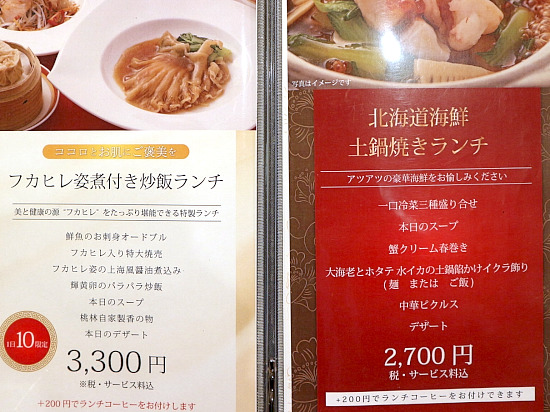 ココロとお肌にご褒美を
フカヒレ姿煮付き炒飯ランチ
美と健康の源“フカヒレ”をたっぷり堪能できる特製ランチ
鮮魚のお刺身オードブル
フカヒレ入り特大焼売
フカヒレ姿の上海風醤油煮込み
輝黄卵のパラパラ炒飯
本日のスープ
桃林自家製香の物
本日のデザート
1日10限定
3,300円
※税・サービス料込
+200円でランチコーヒーをお付けします
写真はイメージです
北海道海鮮
土鍋焼きランチ
アツアツの豪華海鮮をお愉しみください
一口冷菜三種盛り合せ
本日のスープ
蟹クリーム春巻き
大海老とホタテ 水イカの土鍋餡かけイクラ飾り
(麺 または ご飯)
中華ピクルス
デザート
2,700円
税・サービス料込
+200円でランチコーヒーをお付けできます